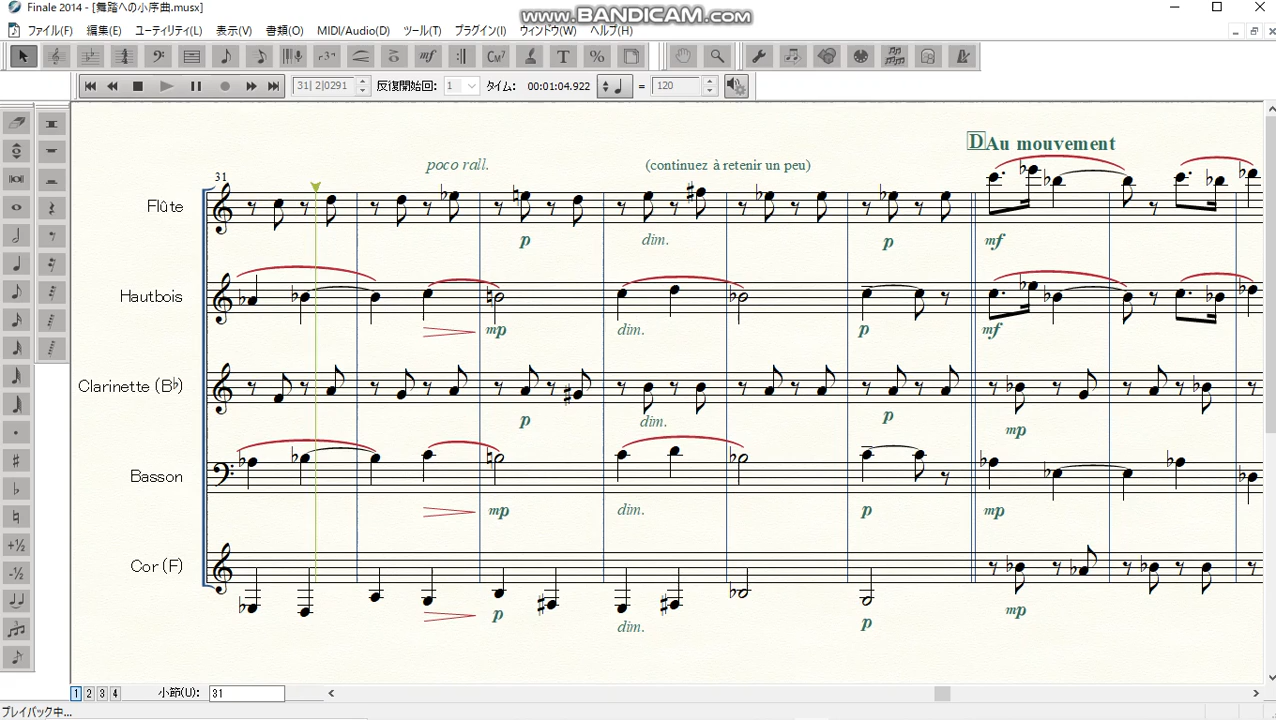 Finale 2014 - [舞踏への小序曲.musx]
www.BANDICAM.com
ファイル(F) 編集(E) ユーティリティ(L) 表示(V) 書類(O) MIDI/Audio(D) ツール(T) プラグイン(I) ウィンドウ(W) ヘルプ(H)
31| 2|0291 反復開始回: 1 タイム: 00:01:04.922 = 120
D Au mouvement
poco rall. (continuez à retenir un peu)
31
Flûte
p dim. p mf
Hautbois
mp dim. p mf
Clarinette (B♭)
p dim. p mp
Basson
mp dim. p mp
Cor (F)
p dim. p mp
1 2 3 4 小節(U): 31
プレイバック中...